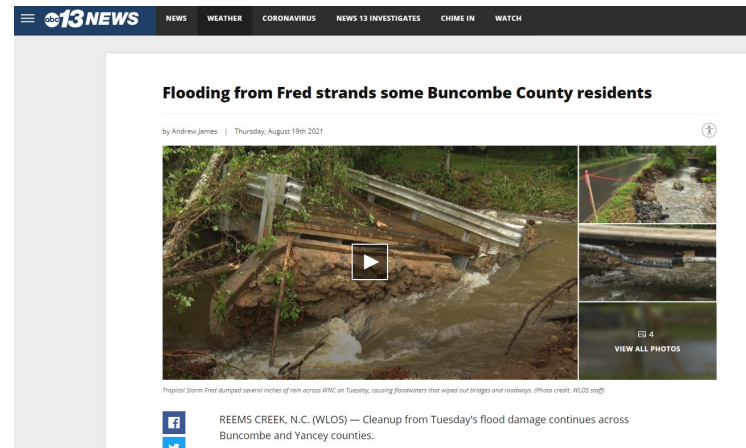 abc 13 NEWS
NEWS WEATHER CORONAVIRUS NEWS 13 INVESTIGATES CHIME IN WATCH
Flooding from Fred strands some Buncombe County residents
by Andrew James | Thursday, August 19th 2021
4
VIEW ALL PHOTOS
Tropical Storm Fred dumped several inches of rain across WNC on Tuesday, causing floodwaters that wiped out bridges and roadways. (Photo credit: WLOS staff)
REEMS CREEK, N.C. (WLOS) — Cleanup from Tuesday's flood damage continues across
Buncombe and Yancey counties.